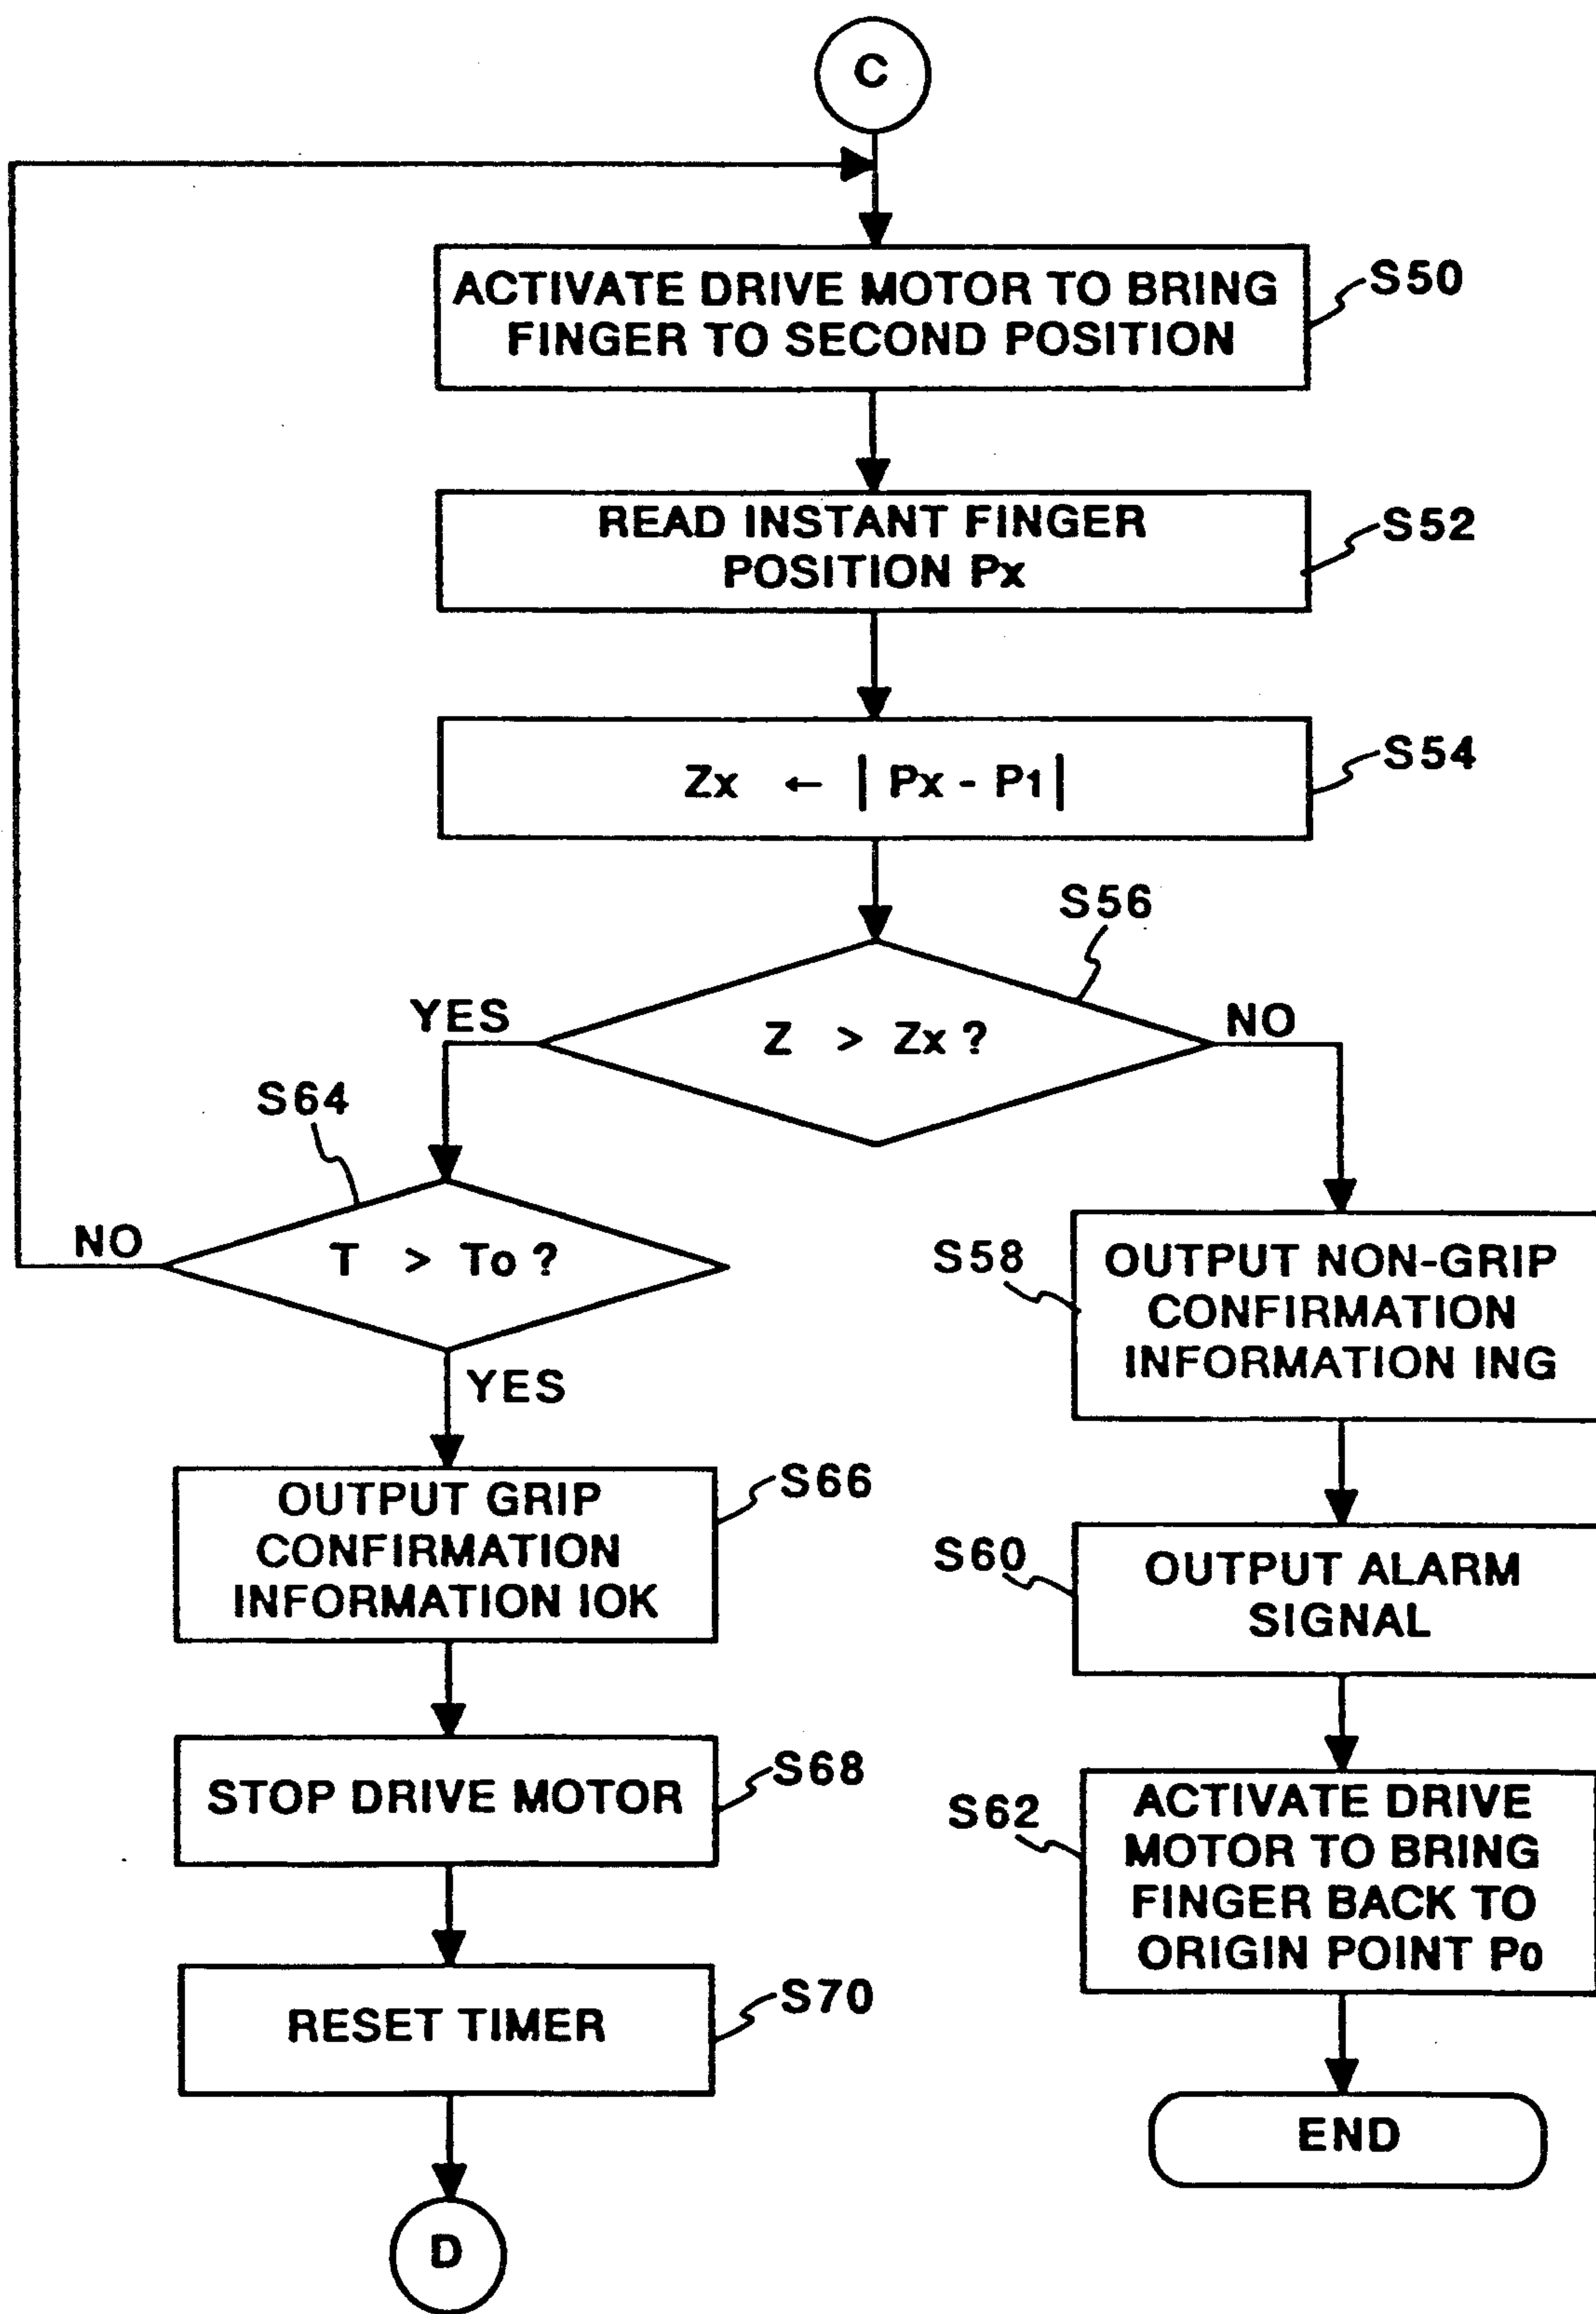 C
ACTIVATE DRIVE MOTOR TO BRING
FINGER TO SECOND POSITION
S50
READ INSTANT FINGER
POSITION Px
S52
Zx ← | Px - P1 |
S54
S56
YES
Z > Zx ?
NO
S64
NO
T > To ?
YES
S58
OUTPUT NON-GRIP
CONFIRMATION
INFORMATION ING
OUTPUT GRIP
CONFIRMATION
INFORMATION IOK
S66
S60
OUTPUT ALARM
SIGNAL
STOP DRIVE MOTOR
S68
S62
ACTIVATE DRIVE
MOTOR TO BRING
FINGER BACK TO
ORIGIN POINT P0
RESET TIMER
S70
END
D